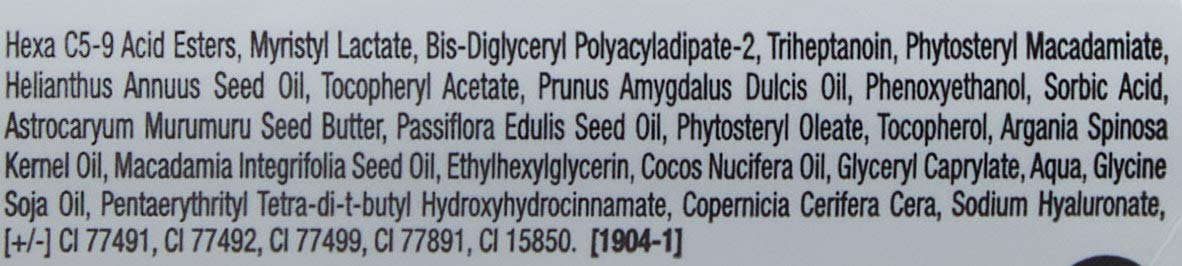 Hexa C5-9 Acid Esters, Myristyl Lactate, Bis-Diglyceryl Polyacyladipate-2, Triheptanoin, Phytosteryl Macadamiate,
Helianthus Annuus Seed Oil, Tocopheryl Acetate, Prunus Amygdalus Dulcis Oil, Phenoxyethanol, Sorbic Acid,
Astrocaryum Murumuru Seed Butter, Passiflora Edulis Seed Oil, Phytosteryl Oleate, Tocopherol, Argania Spinosa
Kernel Oil, Macadamia Integrifolia Seed Oil, Ethylhexylglycerin, Cocos Nucifera Oil, Glyceryl Caprylate, Aqua, Glycine
Soja Oil, Pentaerythrityl Tetra-di-t-butyl Hydroxyhydrocinnamate, Copernicia Cerifera Cera, Sodium Hyaluronate,
[+/-] CI 77491, CI 77492, CI 77499, CI 77891, CI 15850. [1904-1]